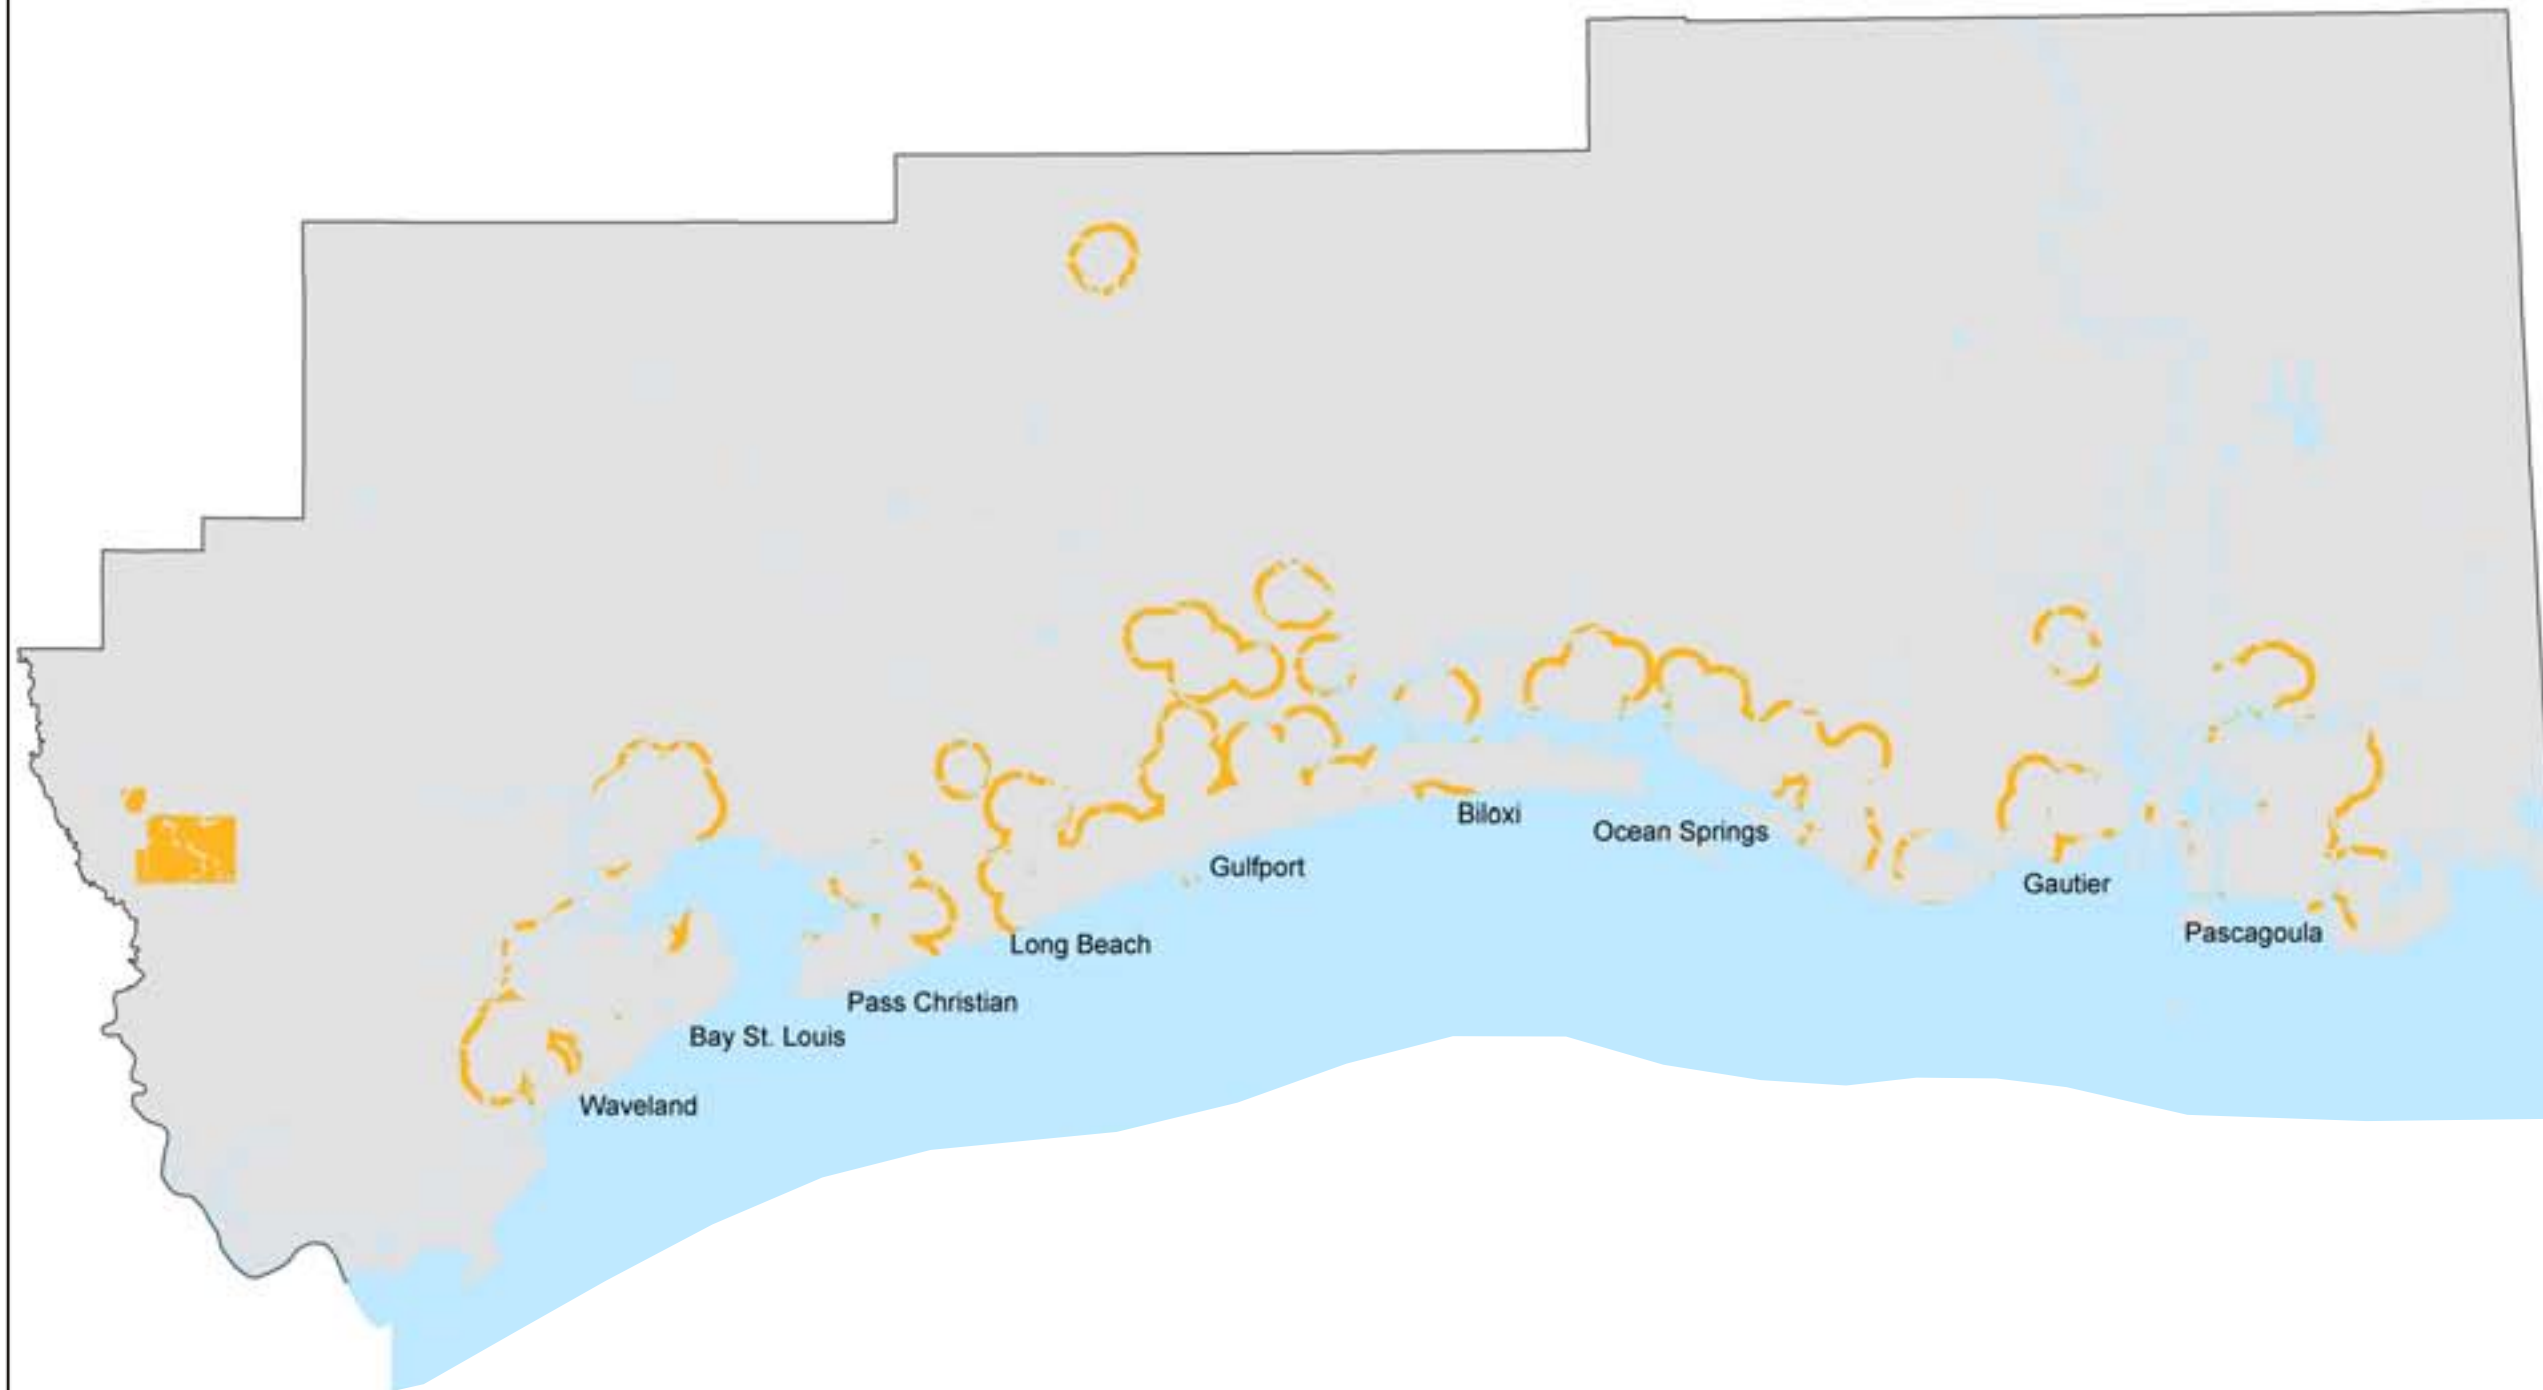 Biloxi
Ocean Springs
Gulfport
Gautier
Pascagoula
Long Beach
Pass Christian
Bay St. Louis
Waveland